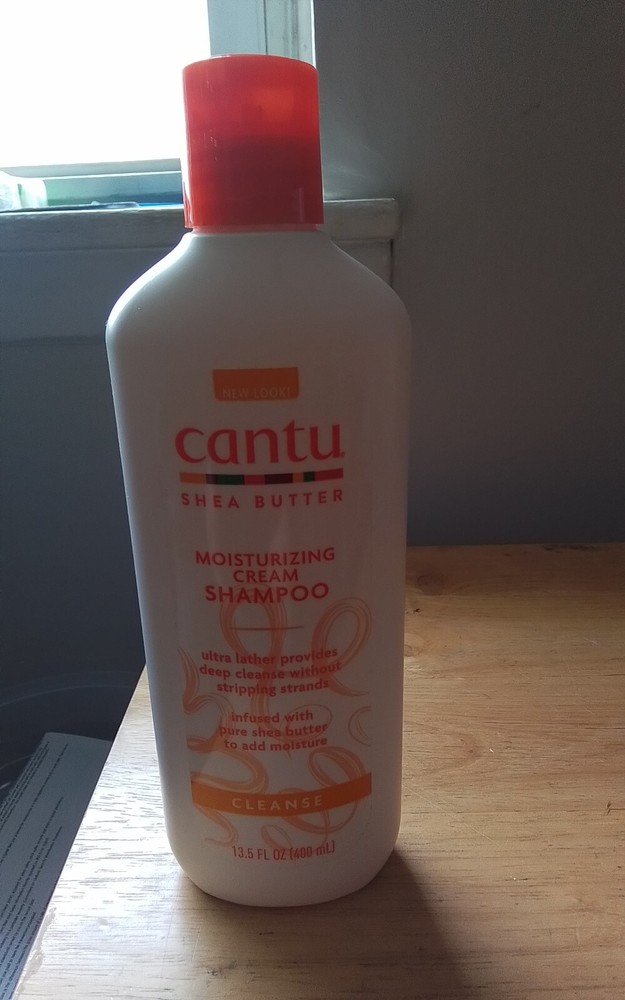 NEW LOOK!
cantu
SHEA BUTTER
MOISTURIZING
CREAM
SHAMPOO
ultra lather provides
deep cleanse without
stripping strands
infused with
pure shea butter
to add moisture
CLEANSE
13.5 FL OZ (400 mL)